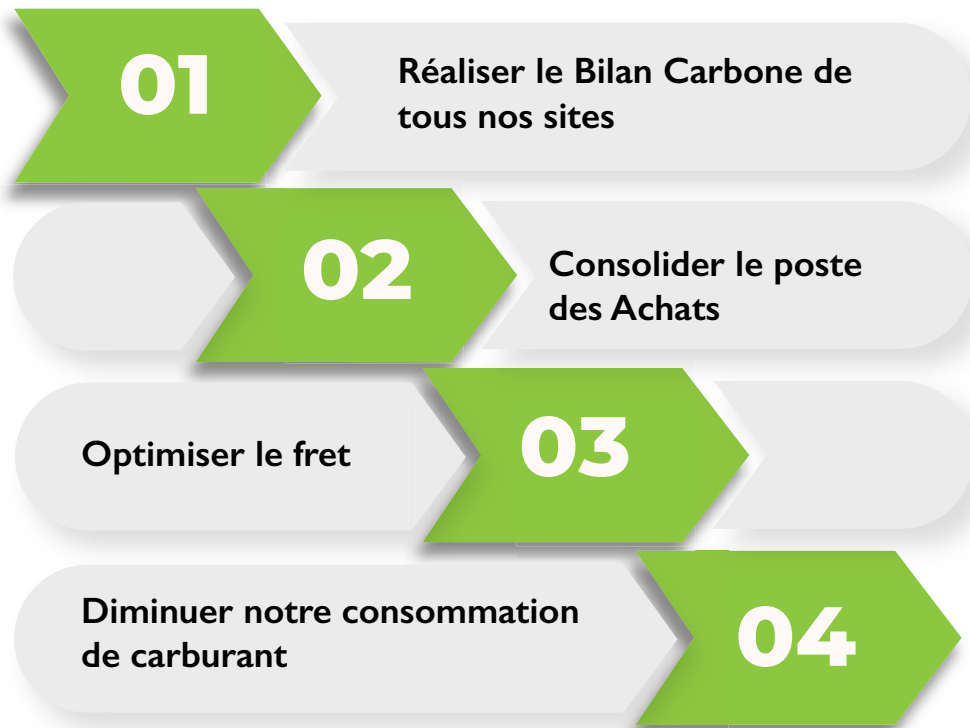 01
Réaliser le Bilan Carbone de
tous nos sites
02
Consolider le poste
des Achats
Optimiser le fret
03
Diminuer notre consommation
de carburant
04